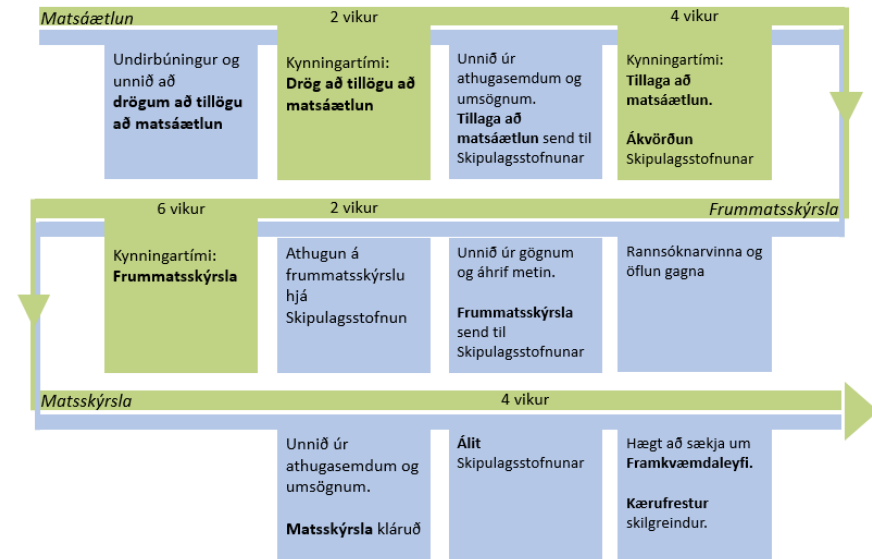 Matsáætlun
2 vikur
4 vikur
Undirbúningur og
unnið að
drögum að tillögu
að matsáætlun
Kynningartími:
Drög að tillögu að
matsáætlun
Unnið úr
athugasemdum og
umsögnum.
Tillaga að
matsáætlun send til
Skipulagsstofnunar
Kynningartími:
Tillaga að
matsáætlun.
Ákvörðun
Skipulagsstofnunar
6 vikur
2 vikur
Frummatsskýrsla
Kynningartími:
Frummatsskýrsla
Athugun á
frummatsskýrslu
hjá
Skipulagsstofnun
Unnið úr gögnum
og áhrif metin.
Frummatsskýrsla
send til
Skipulagsstofnunar
Rannsóknarvinna og
öflun gagna
Matsskýrsla
4 vikur
Unnið úr
athugasemdum og
umsögnum.
Matsskýrsla kláruð
Álit
Skipulagsstofnunar
Hægt að sækja um
Framkvæmdaleyfi.
Kærufrestur
skilgreindur.